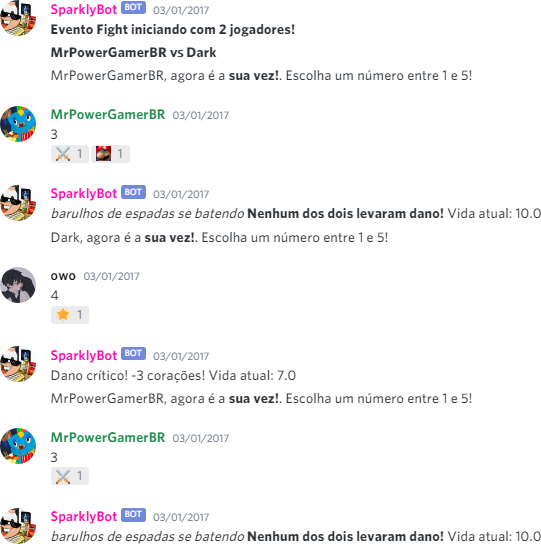 SparklyBot BOT 03/01/2017
Evento Fight iniciando com 2 jogadores!
MrPowerGamerBR vs Dark
MrPowerGamerBR, agora é a sua vez!. Escolha um número entre 1 e 5!
MrPowerGamerBR 03/01/2017
3
1 1
SparklyBot BOT 03/01/2017
barulhos de espadas se batendo Nenhum dos dois levaram dano! Vida atual: 10.0
Dark, agora é a sua vez!. Escolha um número entre 1 e 5!
owo 03/01/2017
4
1
SparklyBot BOT 03/01/2017
Dano crítico! -3 corações! Vida atual: 7.0
MrPowerGamerBR, agora é a sua vez!. Escolha um número entre 1 e 5!
MrPowerGamerBR 03/01/2017
3
1
SparklyBot BOT 03/01/2017
barulhos de espadas se batendo Nenhum dos dois levaram dano! Vida atual: 10.0